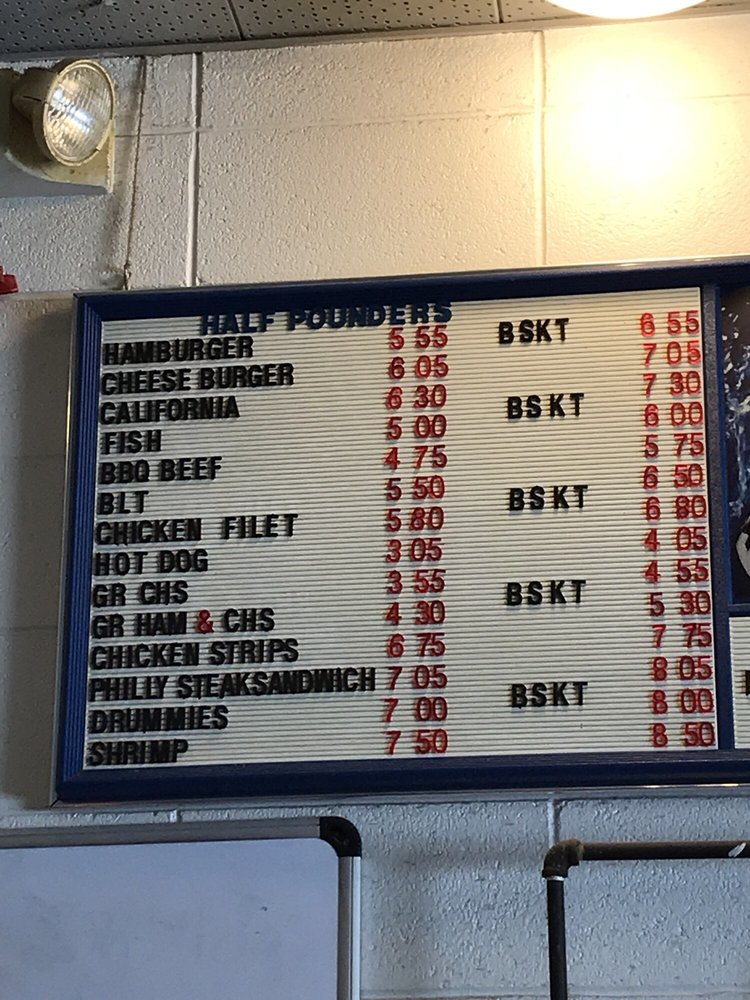 HALF POUNDERS
HAMBURGER 5 55 BSKT 6 55
CHEESE BURGER 6 05 7 05
CALIFORNIA 6 30 7 30
FISH 5 00 BSKT 6 00
BBQ BEEF 4 75 5 75
BLT 5 50 6 50
CHICKEN FILET 5 80 BSKT 6 80
HOT DOG 3 05 4 05
GR CHS 3 55 4 55
GR HAM & CHS 4 30 BSKT 5 30
CHICKEN STRIPS 6 75 7 75
PHILLY STEAKSANDWICH 7 05 8 05
DRUMMIES 7 00 BSKT 8 00
SHRIMP 7 50 8 50